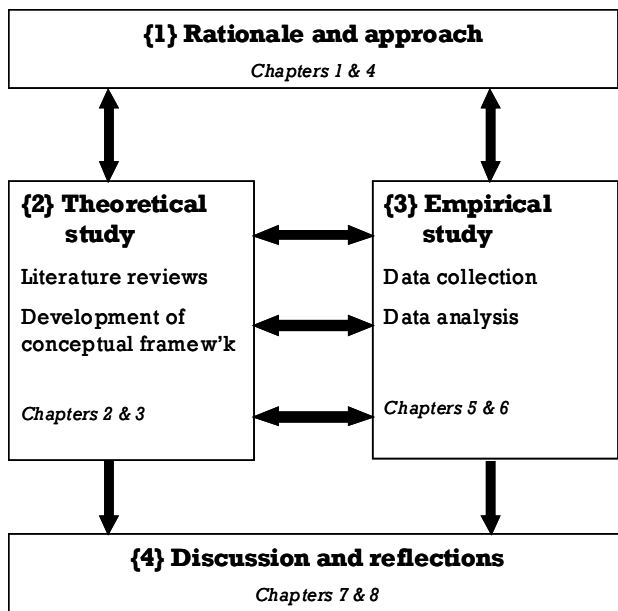 {1} Rationale and approach
Chapters 1 & 4
{2} Theoretical
study
Literature reviews
Development of
conceptual framew'k
Chapters 2 & 3
{3} Empirical
study
Data collection
Data analysis
Chapters 5 & 6
{4} Discussion and reflections
Chapters 7 & 8